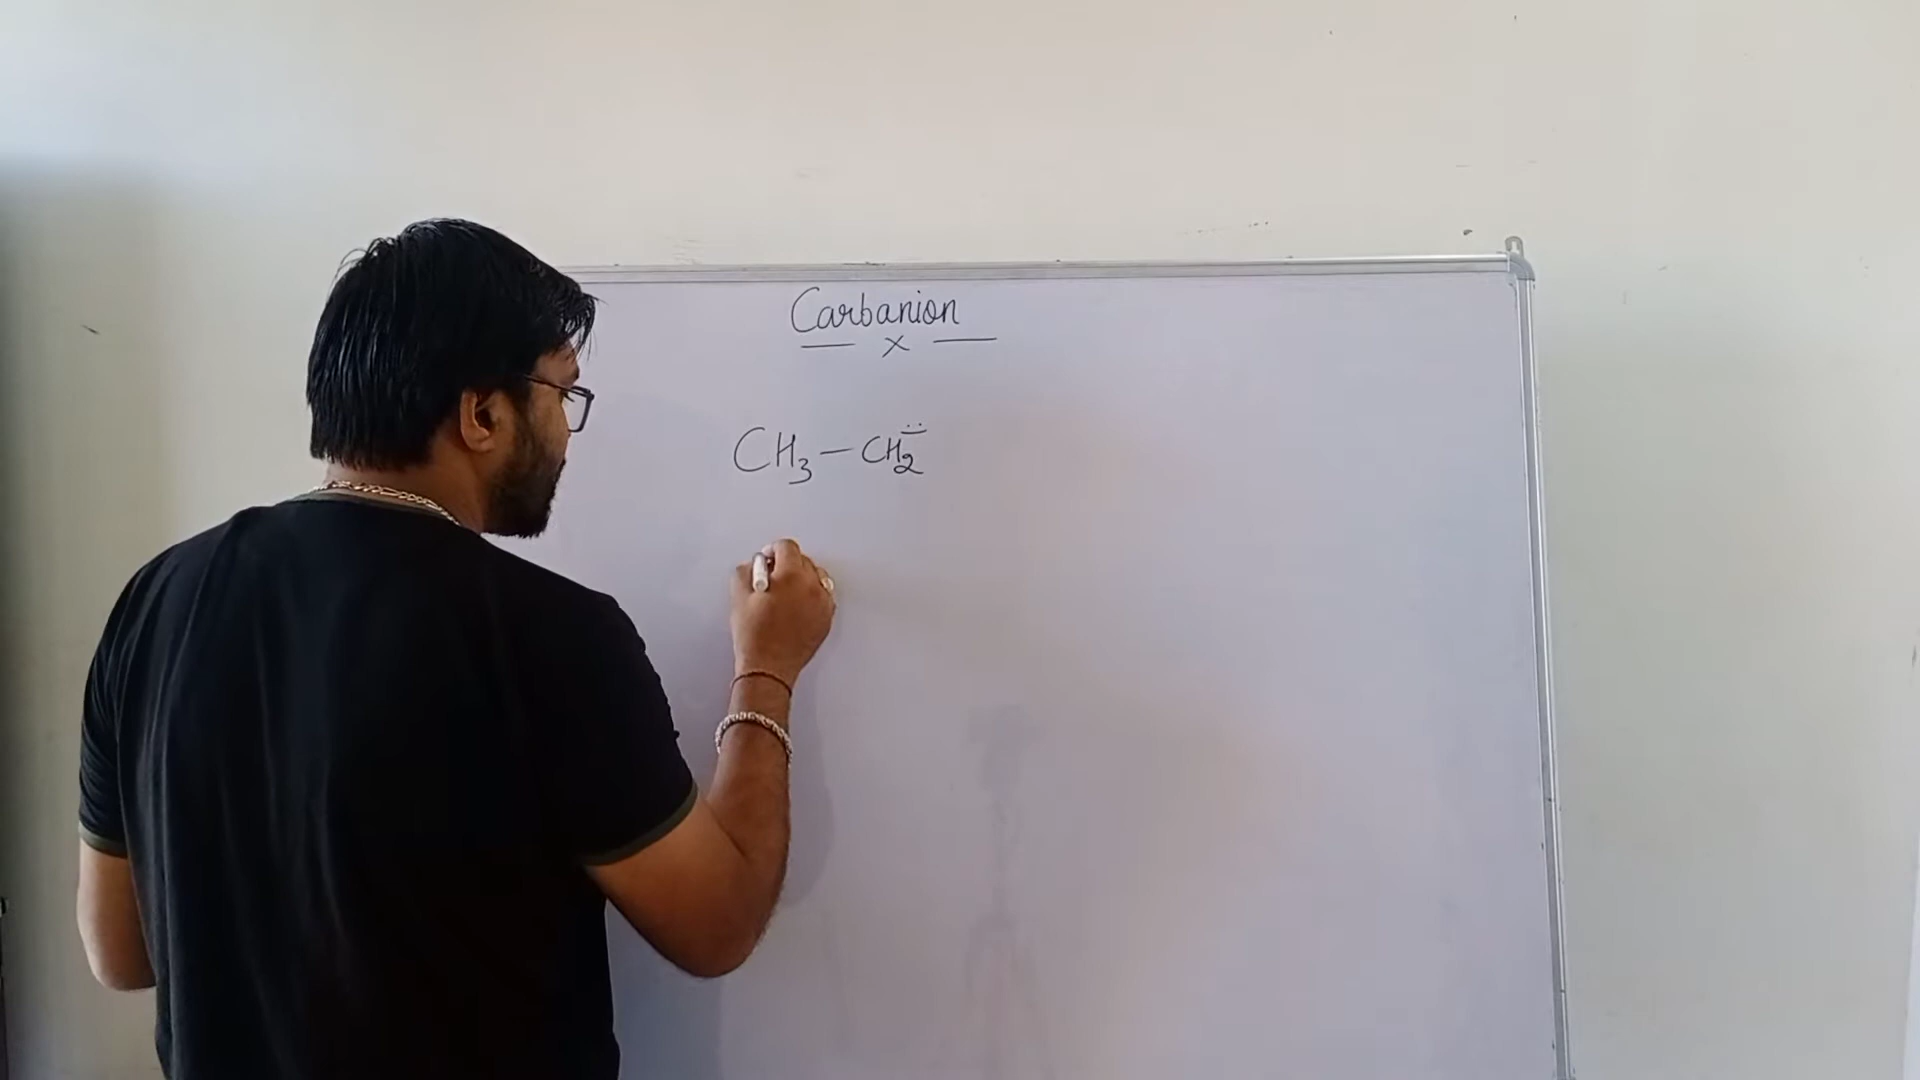 Carbanion
— x —
CH₃ — CH₂⁻̈